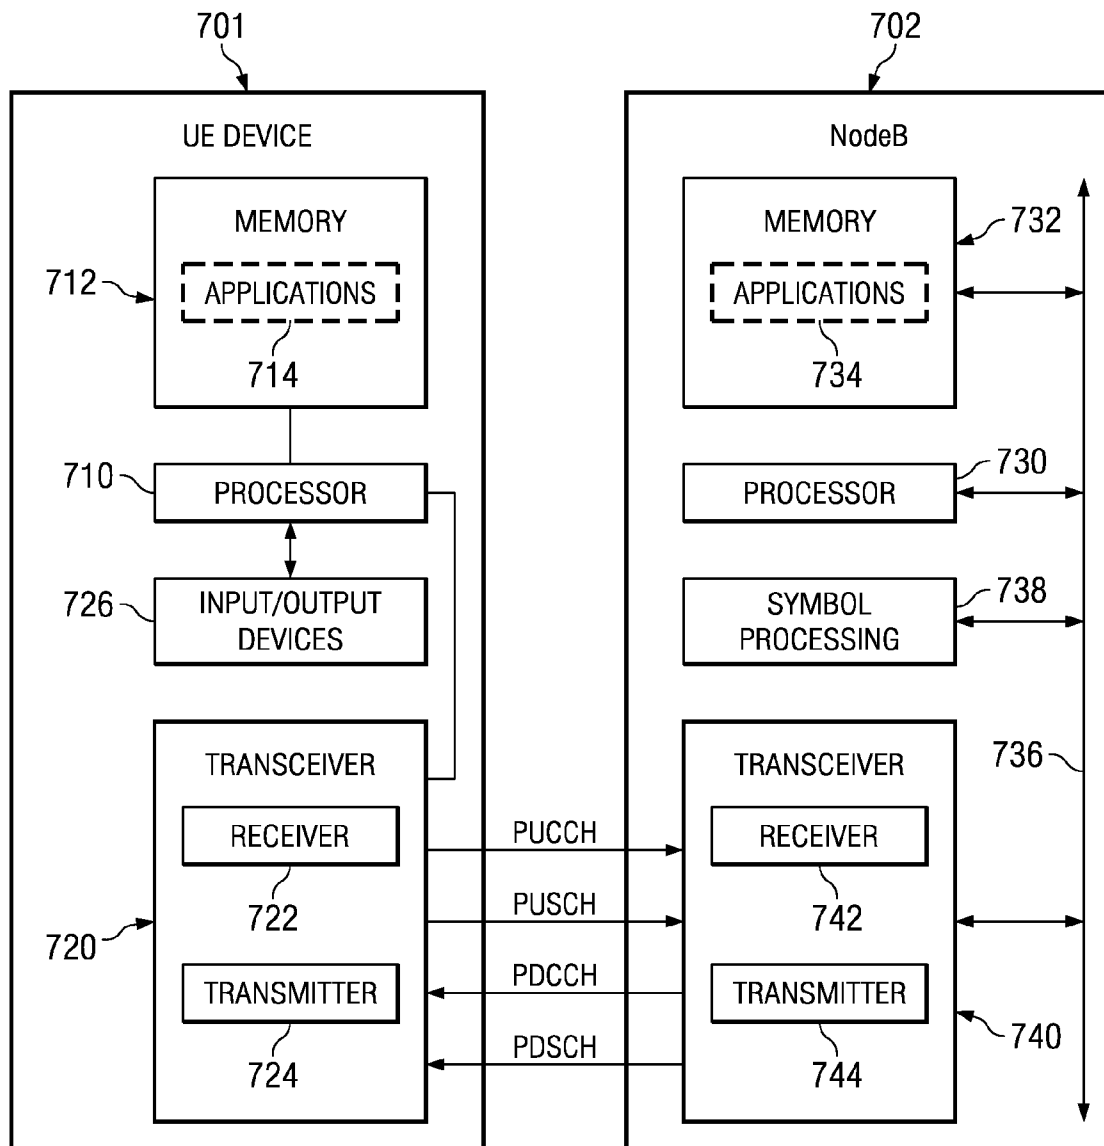 701
702
UE DEVICE
NodeB
MEMORY
APPLICATIONS
712
714
MEMORY
APPLICATIONS
732
734
710
PROCESSOR
PROCESSOR
730
726
INPUT/OUTPUT
DEVICES
SYMBOL
PROCESSING
738
TRANSCEIVER
RECEIVER
722
720
TRANSMITTER
724
PUCCH
PUSCH
PDCCH
PDSCH
TRANSCEIVER
RECEIVER
742
TRANSMITTER
744
740
736